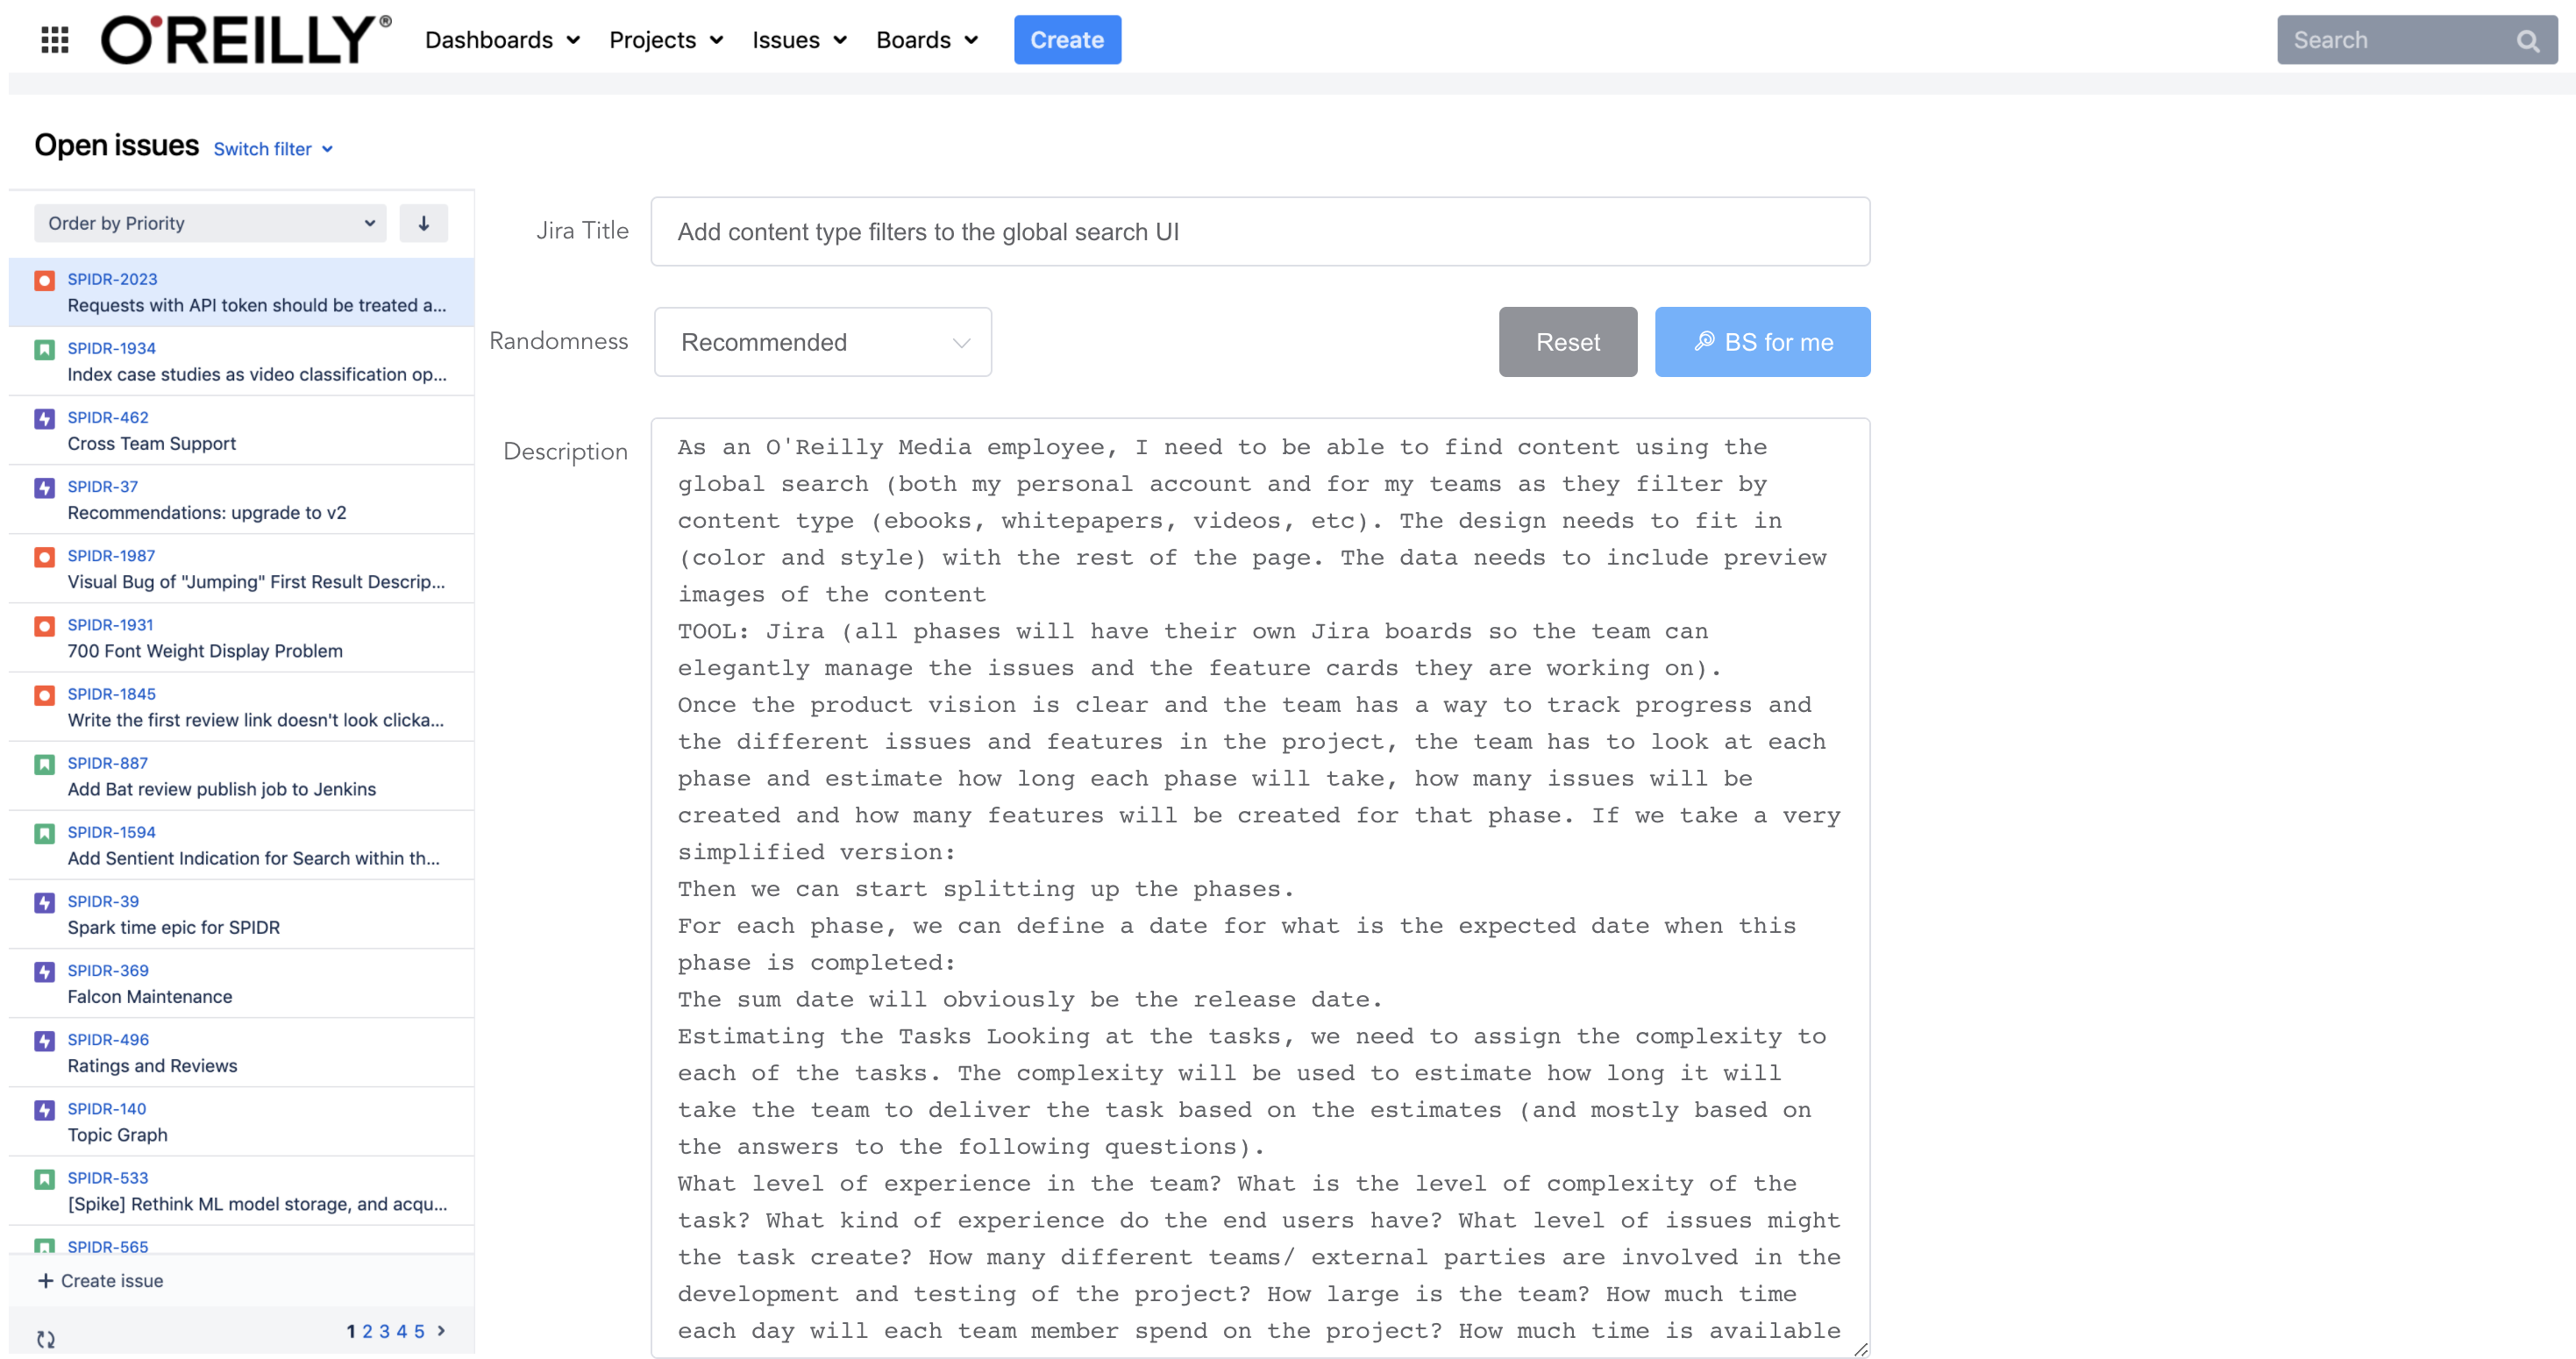 O'REILLY®
Dashboards Projects Issues Boards Create Search
Open issues Switch filter
Order by Priority
SPIDR-2023
Requests with API token should be treated a...
SPIDR-1934
Index case studies as video classification op...
SPIDR-462
Cross Team Support
SPIDR-37
Recommendations: upgrade to v2
SPIDR-1987
Visual Bug of "Jumping" First Result Descrip...
SPIDR-1931
700 Font Weight Display Problem
SPIDR-1845
Write the first review link doesn't look clicka...
SPIDR-887
Add Bat review publish job to Jenkins
SPIDR-1594
Add Sentient Indication for Search within th...
SPIDR-39
Spark time epic for SPIDR
SPIDR-369
Falcon Maintenance
SPIDR-496
Ratings and Reviews
SPIDR-140
Topic Graph
SPIDR-533
[Spike] Rethink ML model storage, and acqu...
SPIDR-565
+ Create issue
1 2 3 4 5 >
Jira Title Add content type filters to the global search UI
Randomness Recommended Reset BS for me
Description
As an O'Reilly Media employee, I need to be able to find content using the
global search (both my personal account and for my teams as they filter by
content type (ebooks, whitepapers, videos, etc). The design needs to fit in
(color and style) with the rest of the page. The data needs to include preview
images of the content
TOOL: Jira (all phases will have their own Jira boards so the team can
elegantly manage the issues and the feature cards they are working on).
Once the product vision is clear and the team has a way to track progress and
the different issues and features in the project, the team has to look at each
phase and estimate how long each phase will take, how many issues will be
created and how many features will be created for that phase. If we take a very
simplified version:
Then we can start splitting up the phases.
For each phase, we can define a date for what is the expected date when this
phase is completed:
The sum date will obviously be the release date.
Estimating the Tasks Looking at the tasks, we need to assign the complexity to
each of the tasks. The complexity will be used to estimate how long it will
take the team to deliver the task based on the estimates (and mostly based on
the answers to the following questions).
What level of experience in the team? What is the level of complexity of the
task? What kind of experience do the end users have? What level of issues might
the task create? How many different teams/ external parties are involved in the
development and testing of the project? How large is the team? How much time
each day will each team member spend on the project? How much time is available